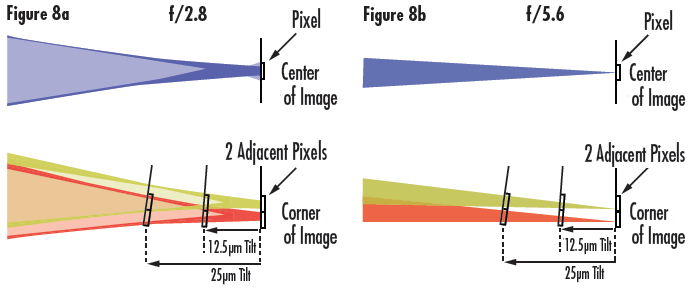 Figure 8a
f/2.8
Pixel
Center
of Image
2 Adjacent Pixels
Corner
of Image
12.5µm Tilt
25µm Tilt
Figure 8b
f/5.6
Pixel
Center
of Image
2 Adjacent Pixels
Corner
of Image
12.5µm Tilt
25µm Tilt